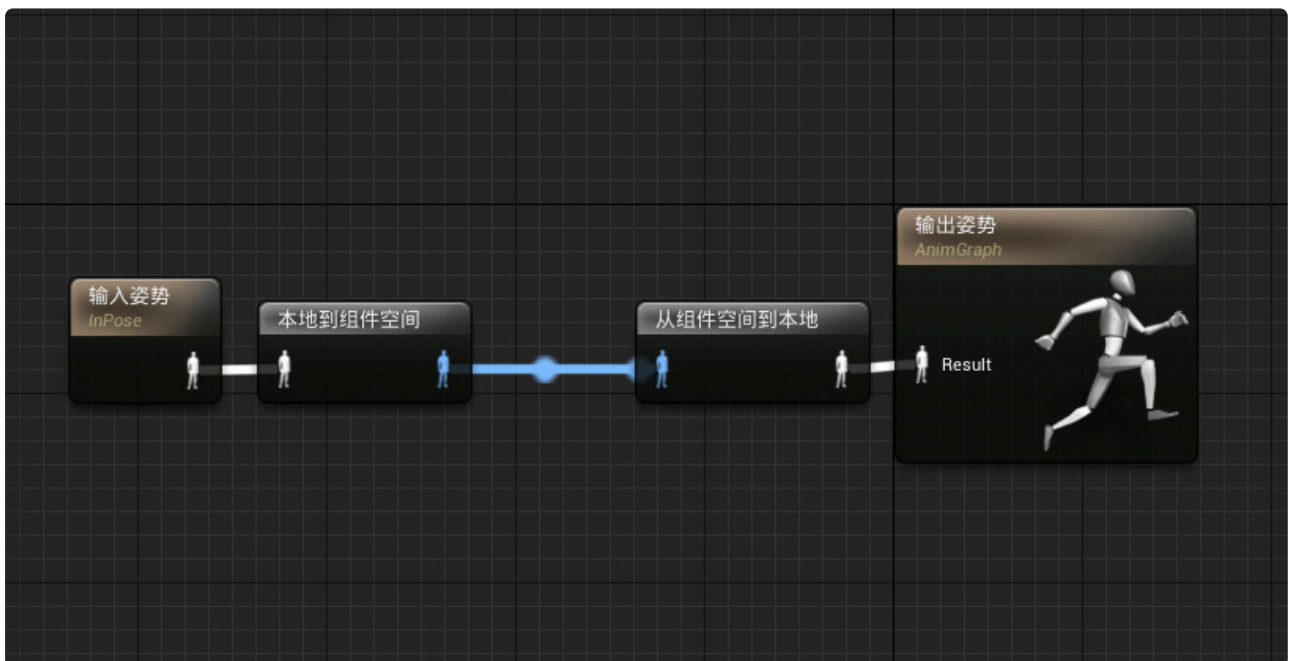 输入姿势
InPose
本地到组件空间
从组件空间到本地
输出姿势
AnimGraph
Result